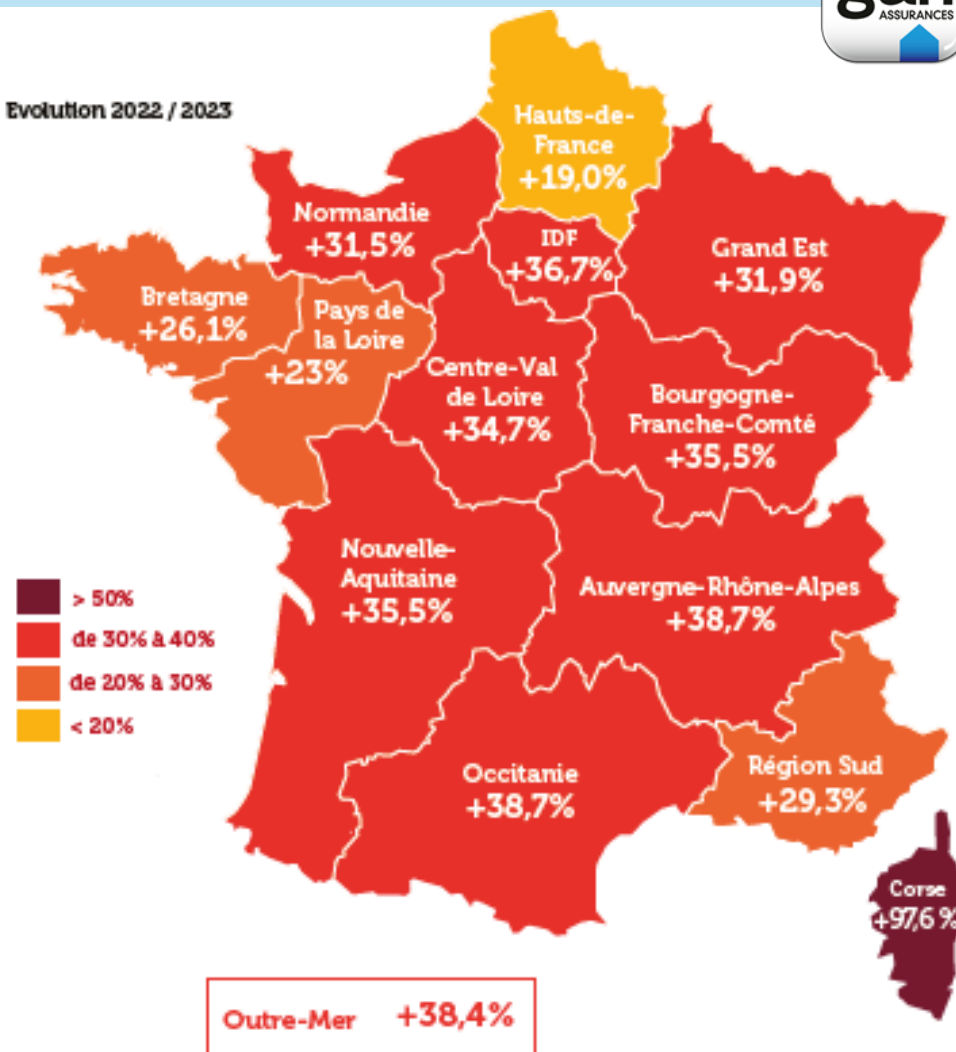 ASSURANCES
Evolution 2022 / 2023
Hauts-de-
France
+19,0%
Normandie
+31,5%
IDF
+36,7%
Grand Est
+31,9%
Bretagne
+26,1%
Pays de
la Loire
+23%
Centre-Val
de Loire
+34,7%
Bourgogne-
Franche-Comté
+35,5%
Nouvelle-
Aquitaine
+35,5%
Auvergne-Rhône-Alpes
+38,7%
> 50%
de 30% à 40%
de 20% à 30%
< 20%
Occitanie
+38,7%
Région Sud
+29,3%
Corse
+97,6 %
Outre-Mer +38,4%